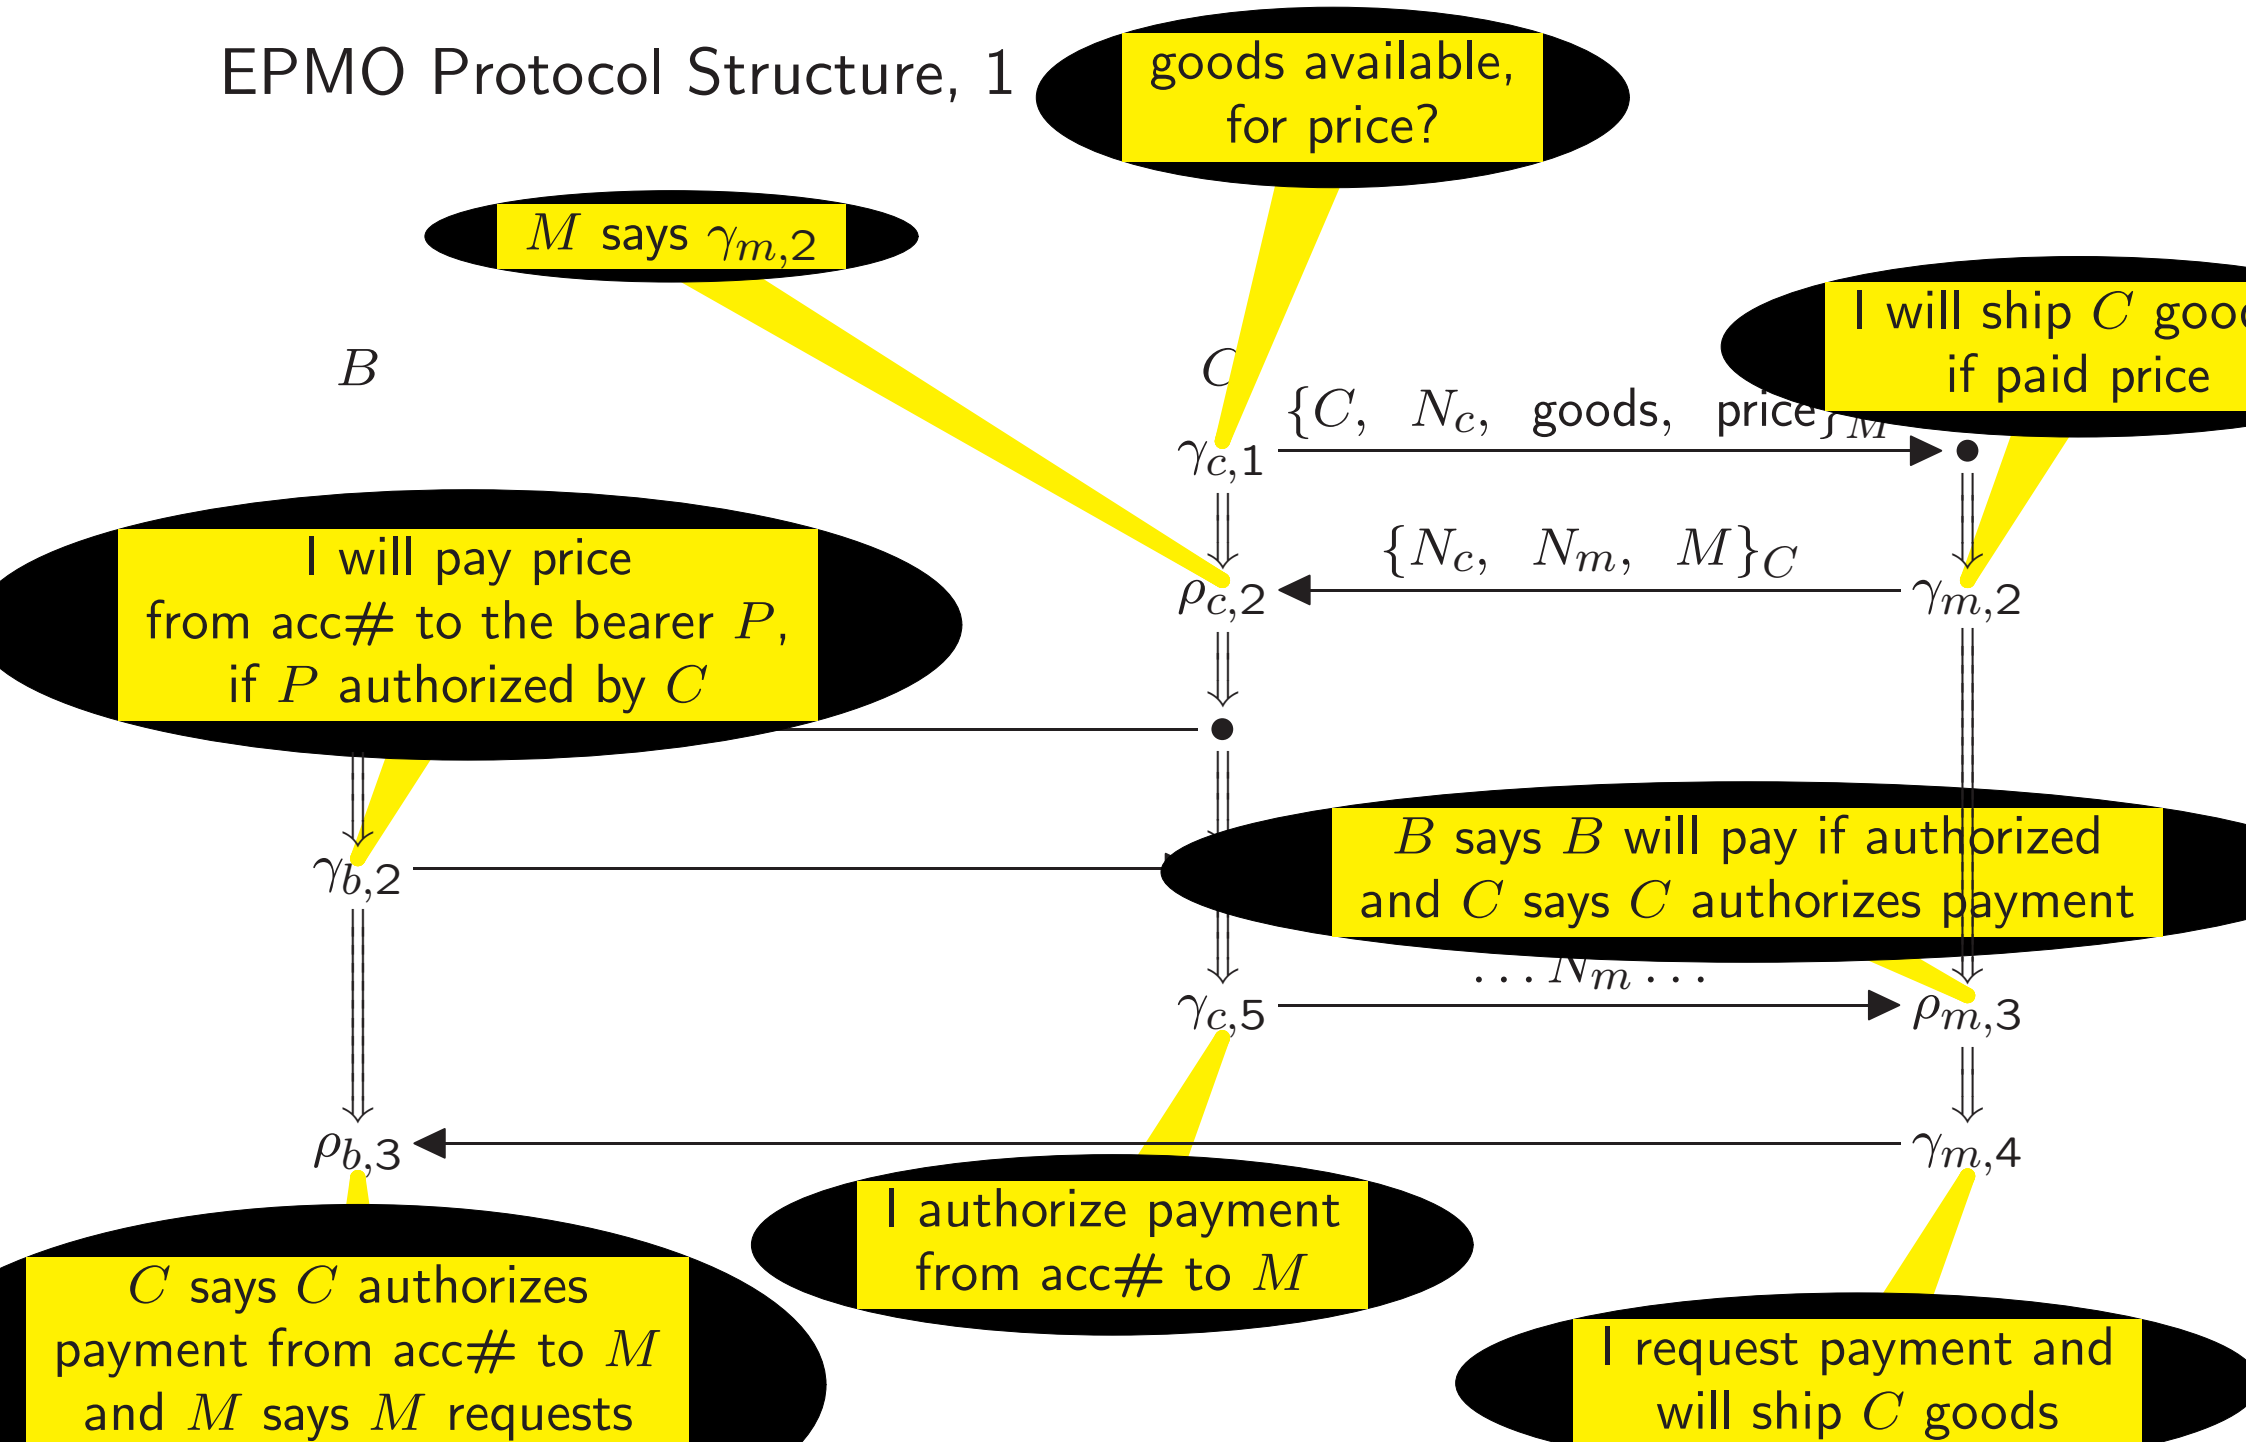 EPMO Protocol Structure, 1
goods available,
for price?
M says γm,2
I will ship C
if paid price
B
C
{C, Nc, goods, price}M
γc,1
{Nc, Nm, M}C
I will pay price
from acc# to the bearer P,
if P authorized by C
ρc,2
γm,2
B says B will pay if authorized
and C says C authorizes payment
γb,2
...Nm...
γc,5
ρm,3
ρb,3
γm,4
I authorize payment
from acc# to M
C says C authorizes
payment from acc# to M
and M says M requests
I request payment and
will ship C goods